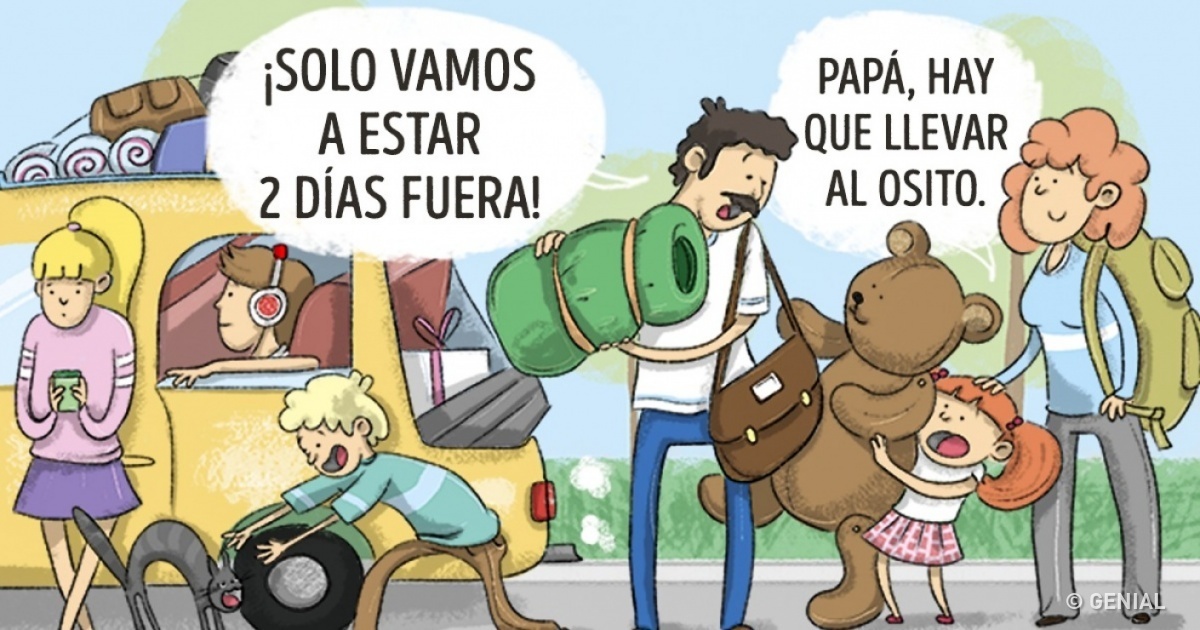 ¡SOLO VAMOS
A ESTAR
2 DÍAS FUERA!
PAPÁ, HAY
QUE LLEVAR
AL OSITO.
© GENIAL